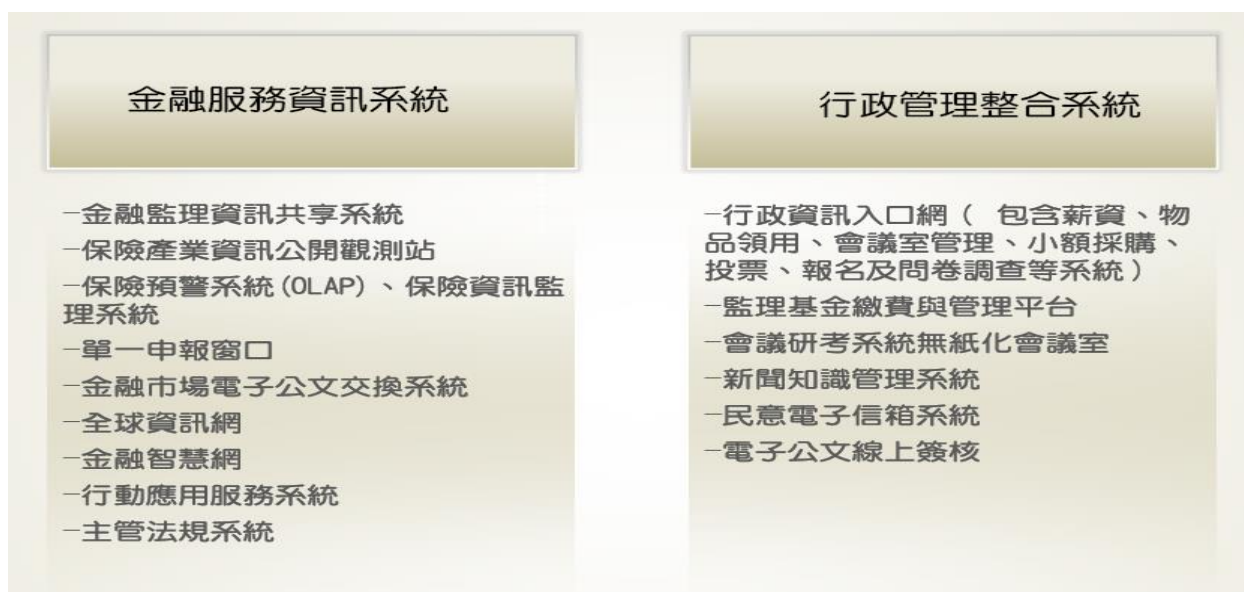 金融服務資訊系統
-金融監理資訊共享系統
-保險產業資訊公開觀測站
-保險預警系統(OLAP)、保險資訊監
理系統
-單一申報窗口
-金融市場電子公文交換系統
-全球資訊網
-金融智慧網
-行動應用服務系統
-主管法規系統
行政管理整合系統
-行政資訊入口網( 包含薪資、物
品領用、會議室管理、小額採購、
投票、報名及問卷調查等系統)
-監理基金繳費與管理平台
-會議研考系統無紙化會議室
-新聞知識管理系統
-民意電子信箱系統
-電子公文線上簽核